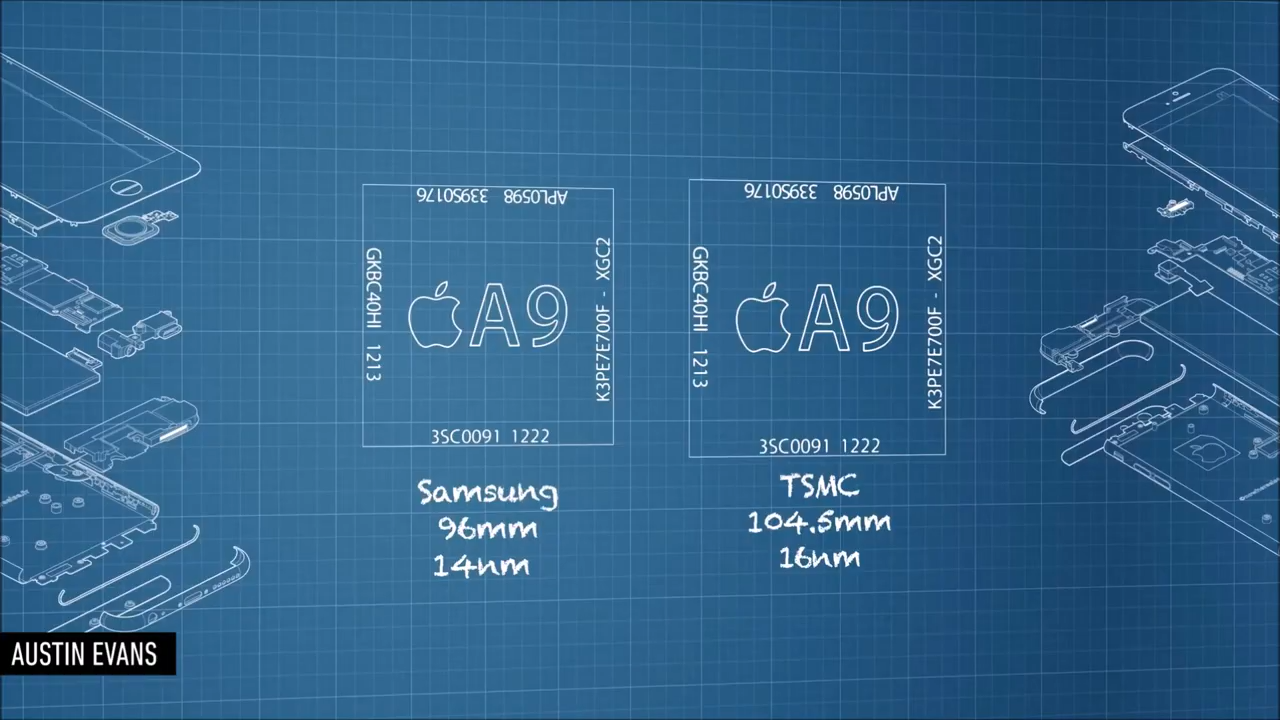 339S0176 APL0598
GKBC40HI 1213
A9
K3PE7E700F - XGC2
3SC0091 1222
Samsung
96mm
14nm
339S0176 APL0598
GKBC40HI 1213
A9
K3PE7E700F - XGC2
3SC0091 1222
TSMC
104.5mm
16nm
AUSTIN EVANS